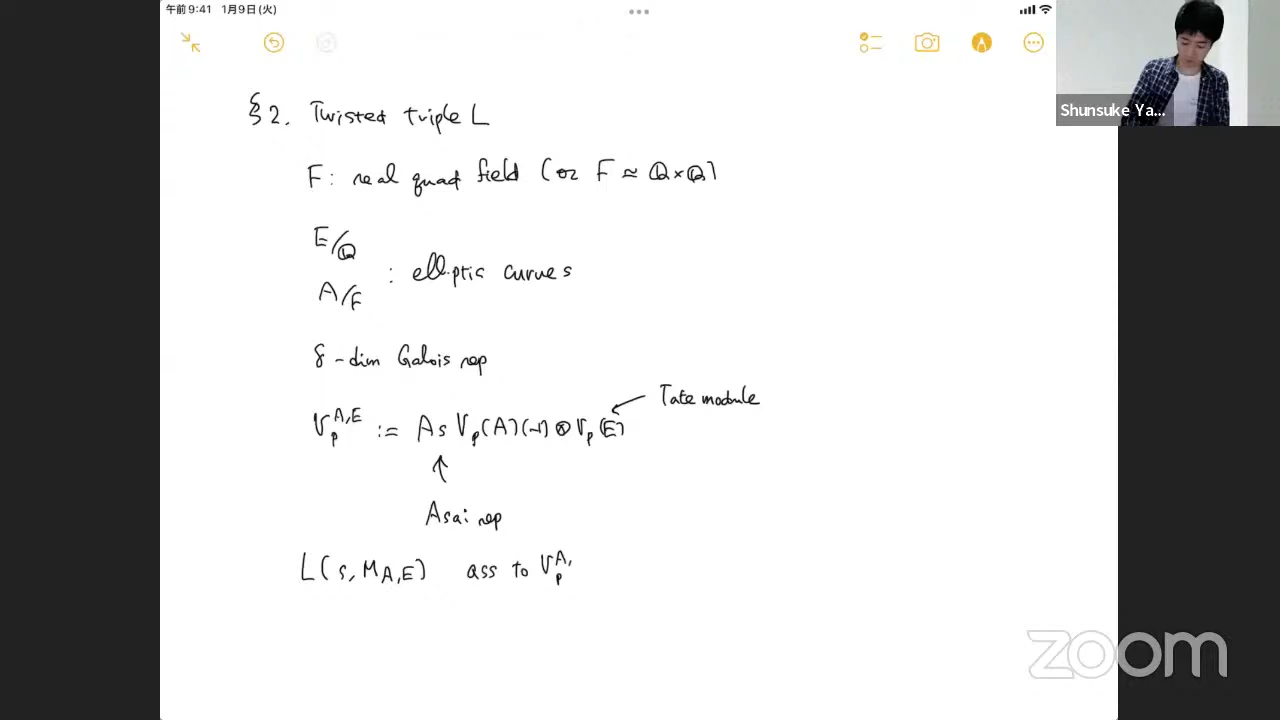 午前9:41 1月9日(火)
Shunsuke Ya...
§2. Twisted triple L
F: real quad field (or F ≃ ℚ×ℚ)
E/ℚ
: elliptic curves
A/F
8-dim Galois rep
Tate module
V_p^{A,E} := As V_p(A)(-1) ⊗ V_p(E)
↑
Asai rep
L(s, M_{A,E}) ass to V_p^{A,
zoom